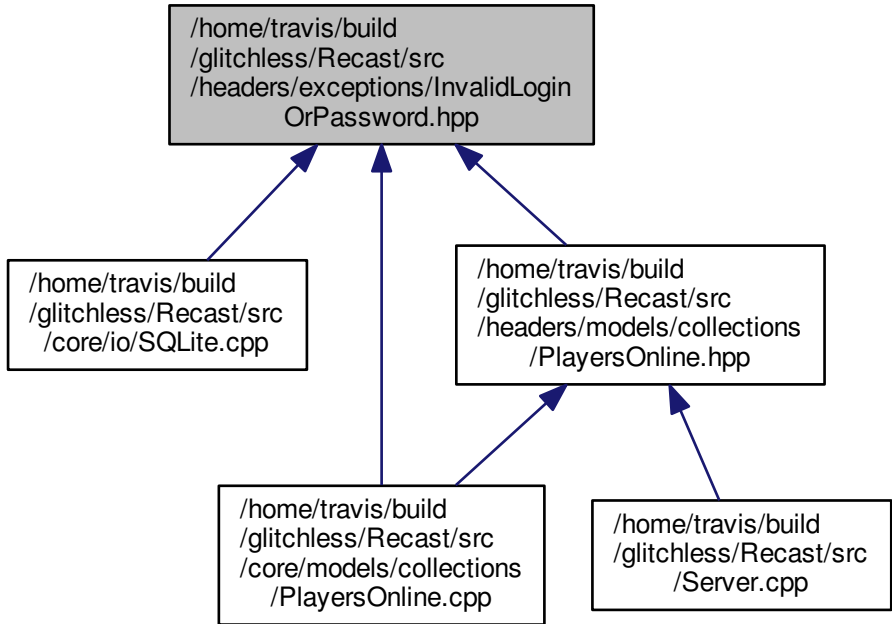 /home/travis/build
/glitchless/Recast/src
/headers/exceptions/InvalidLogin
OrPassword.hpp
/home/travis/build
/glitchless/Recast/src
/core/io/SQLite.cpp
/home/travis/build
/glitchless/Recast/src
/headers/models/collections
/PlayersOnline.hpp
/home/travis/build
/glitchless/Recast/src
/core/models/collections
/PlayersOnline.cpp
/home/travis/build
/glitchless/Recast/src
/Server.cpp